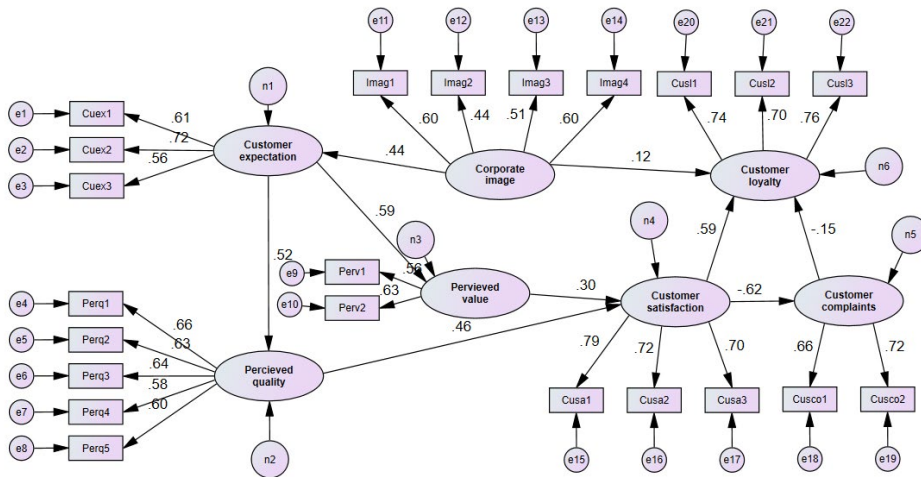 e11
e12
e13
e14
e20
e21
e22
Imag1
Imag2
Imag3
Imag4
Cusl1
Cusl2
Cusl3
n1
e1
Cuex1
.61
.60
.44
.51
.60
.74
.70
.76
e2
Cuex2
.72
Customer
expectation
.44
Corporate
image
.12
Customer
loyalty
n6
e3
Cuex3
.56
.59
n3
n4
.59
-.15
n5
.52
e9
Perv1
.56
e10
Perv2
.63
Pervieved
value
.30
Customer
satisfaction
-.62
Customer
complaints
e4
Perq1
.66
.46
e5
Perq2
.63
.79
.72
.70
.66
.72
e6
Perq3
.64
Percieved
quality
e7
Perq4
.58
.60
e8
Perq5
n2
Cusa1
Cusa2
Cusa3
Cusco1
Cusco2
e15
e16
e17
e18
e19